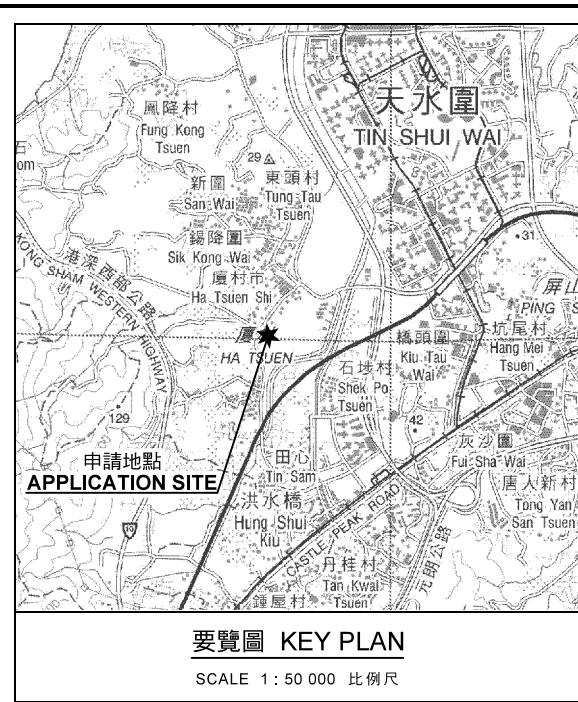 天水圍
TIN SHUI WAI
鳳降村
Fung Kong
Tsuen
29
東頭村
Tung Tau
Tsuen
新圍
San Wai
錫降圍
Sik Kong Wai
廈村市
Ha Tsuen Shi
31
屏山
PING S
港深西部公路
KONG SHAM WESTERN HIGHWAY
廈
HA TSUEN
橋頭圍
Kiu Tau
Wai
坑尾村
Hang Mei
Tsuen
石埗村
Shek Po
Tsuen
129
42
灰沙圍
Fui Sha Wai
申請地點
APPLICATION SITE
田心
Tin Sam
唐人新村
Tong Yan
San Tsuen
洪水橋
Hung Shui
Kiu
CASTLE PEAK ROAD
元朗公路
丹桂村
Tan Kwai
Tsuen
鍾屋村
要覽圖 KEY PLAN
SCALE 1 : 50 000 比例尺